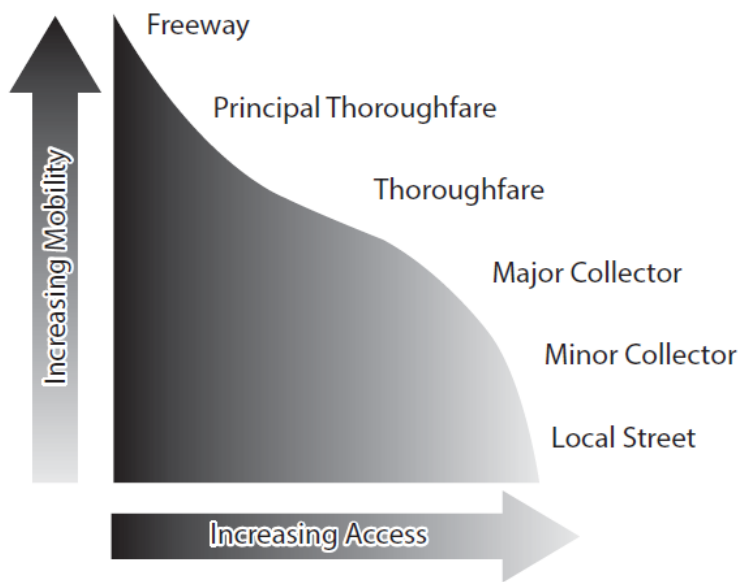 Freeway
Principal Thoroughfare
Thoroughfare
Major Collector
Minor Collector
Local Street
Increasing Mobility
Increasing Access